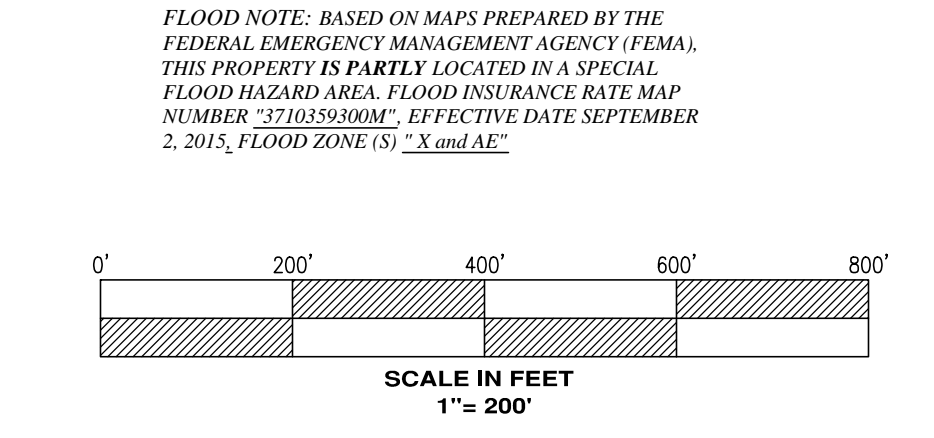 FLOOD NOTE: BASED ON MAPS PREPARED BY THE
FEDERAL EMERGENCY MANAGEMENT AGENCY (FEMA),
THIS PROPERTY IS PARTLY LOCATED IN A SPECIAL
FLOOD HAZARD AREA. FLOOD INSURANCE RATE MAP
NUMBER "3710359300M", EFFECTIVE DATE SEPTEMBER
2, 2015, FLOOD ZONE (S) " X and AE"
0' 200' 400' 600' 800'
SCALE IN FEET
1"= 200'